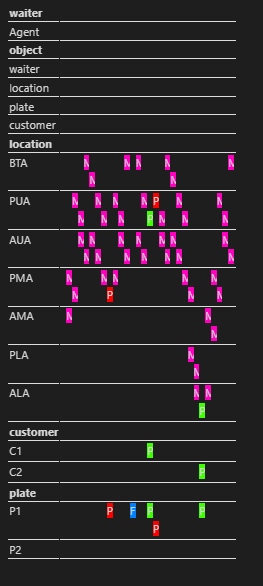 waiter
Agent
object
waiter
location
plate
customer
location
BTA N N N N N
N N
PUA N N N N P N N
N N N P N N N
AUA N N N N N N N
N N N N N N N
PMA N N N N N
N P N N
AMA N N
N
PLA N
N
ALA N N
P
customer
C1 P
C2 P
plate
P1 P F P P
P
P2